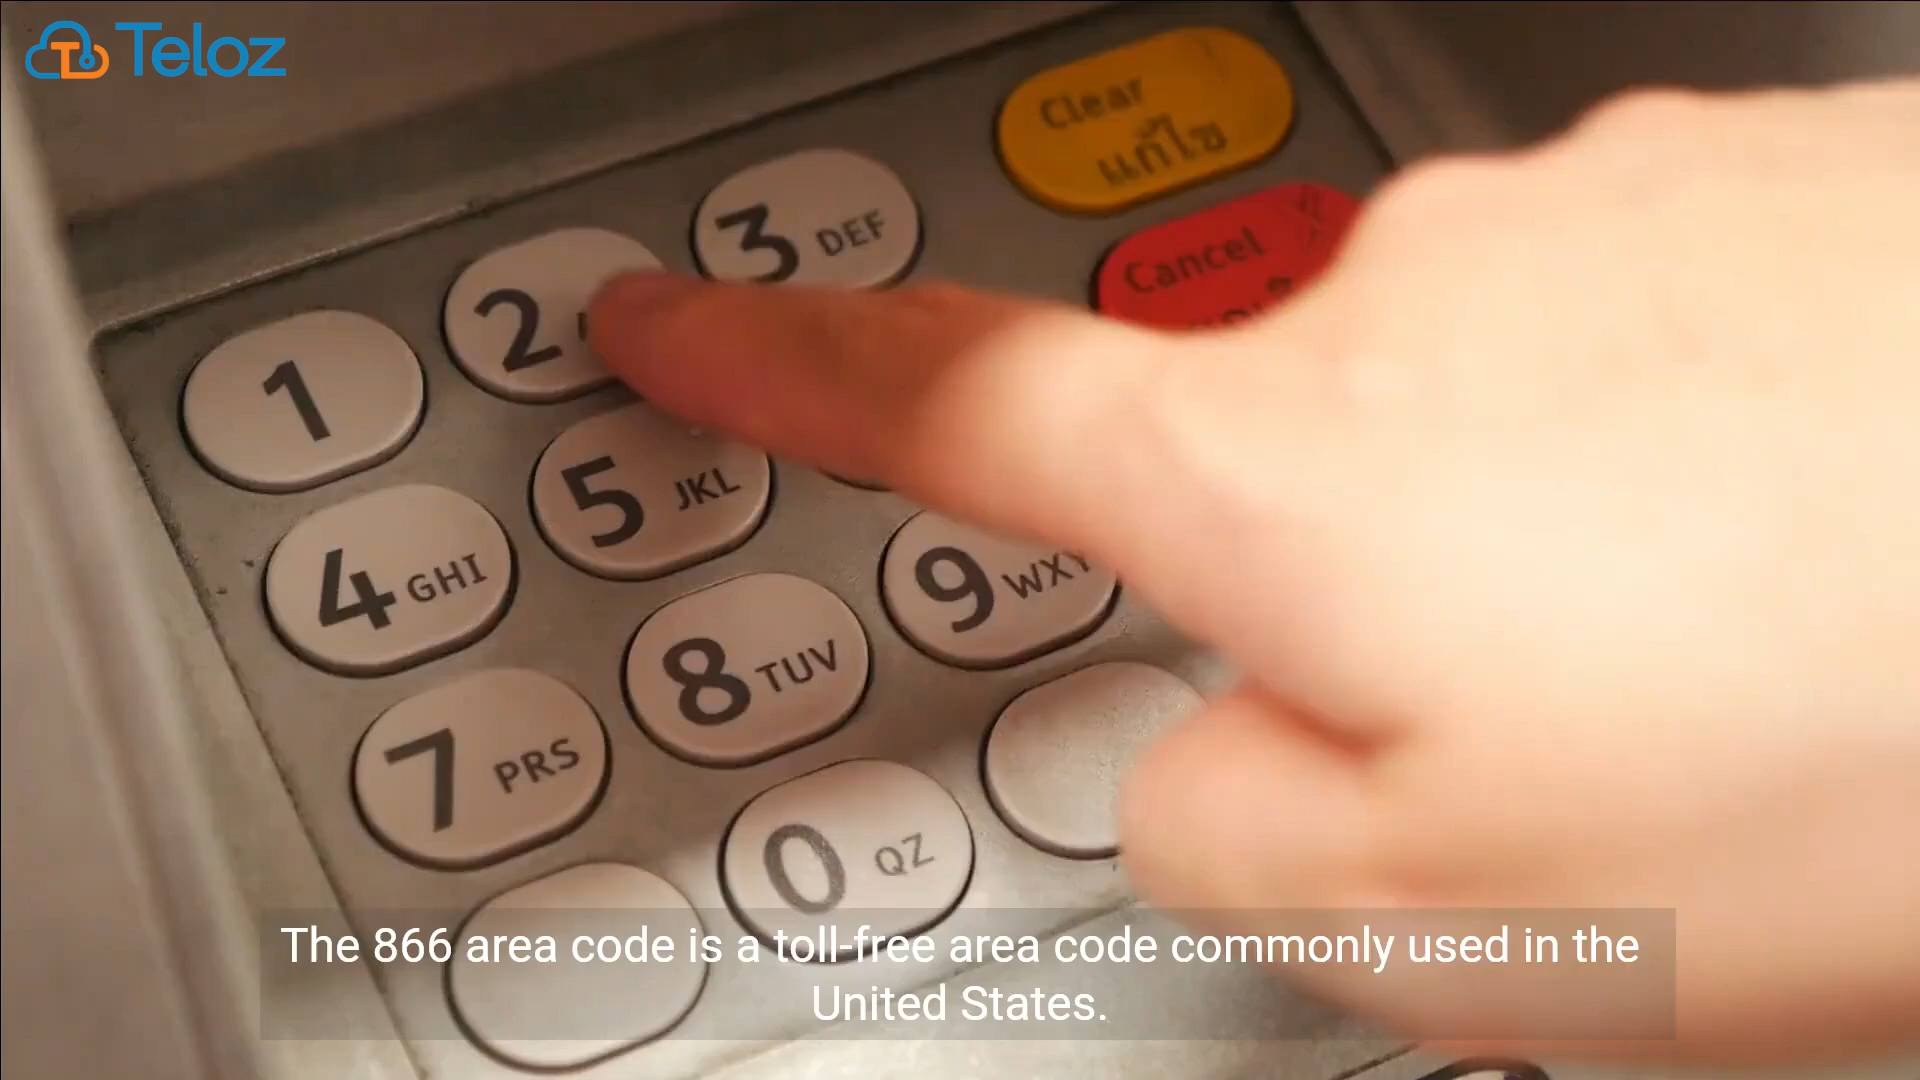 Teloz
Clear
แก้ไข
Cancel
3 DEF
2
1
5 JKL
4 GHI
9 WXY
8 TUV
7 PRS
0 QZ
The 866 area code is a toll-free area code commonly used in the
United States.